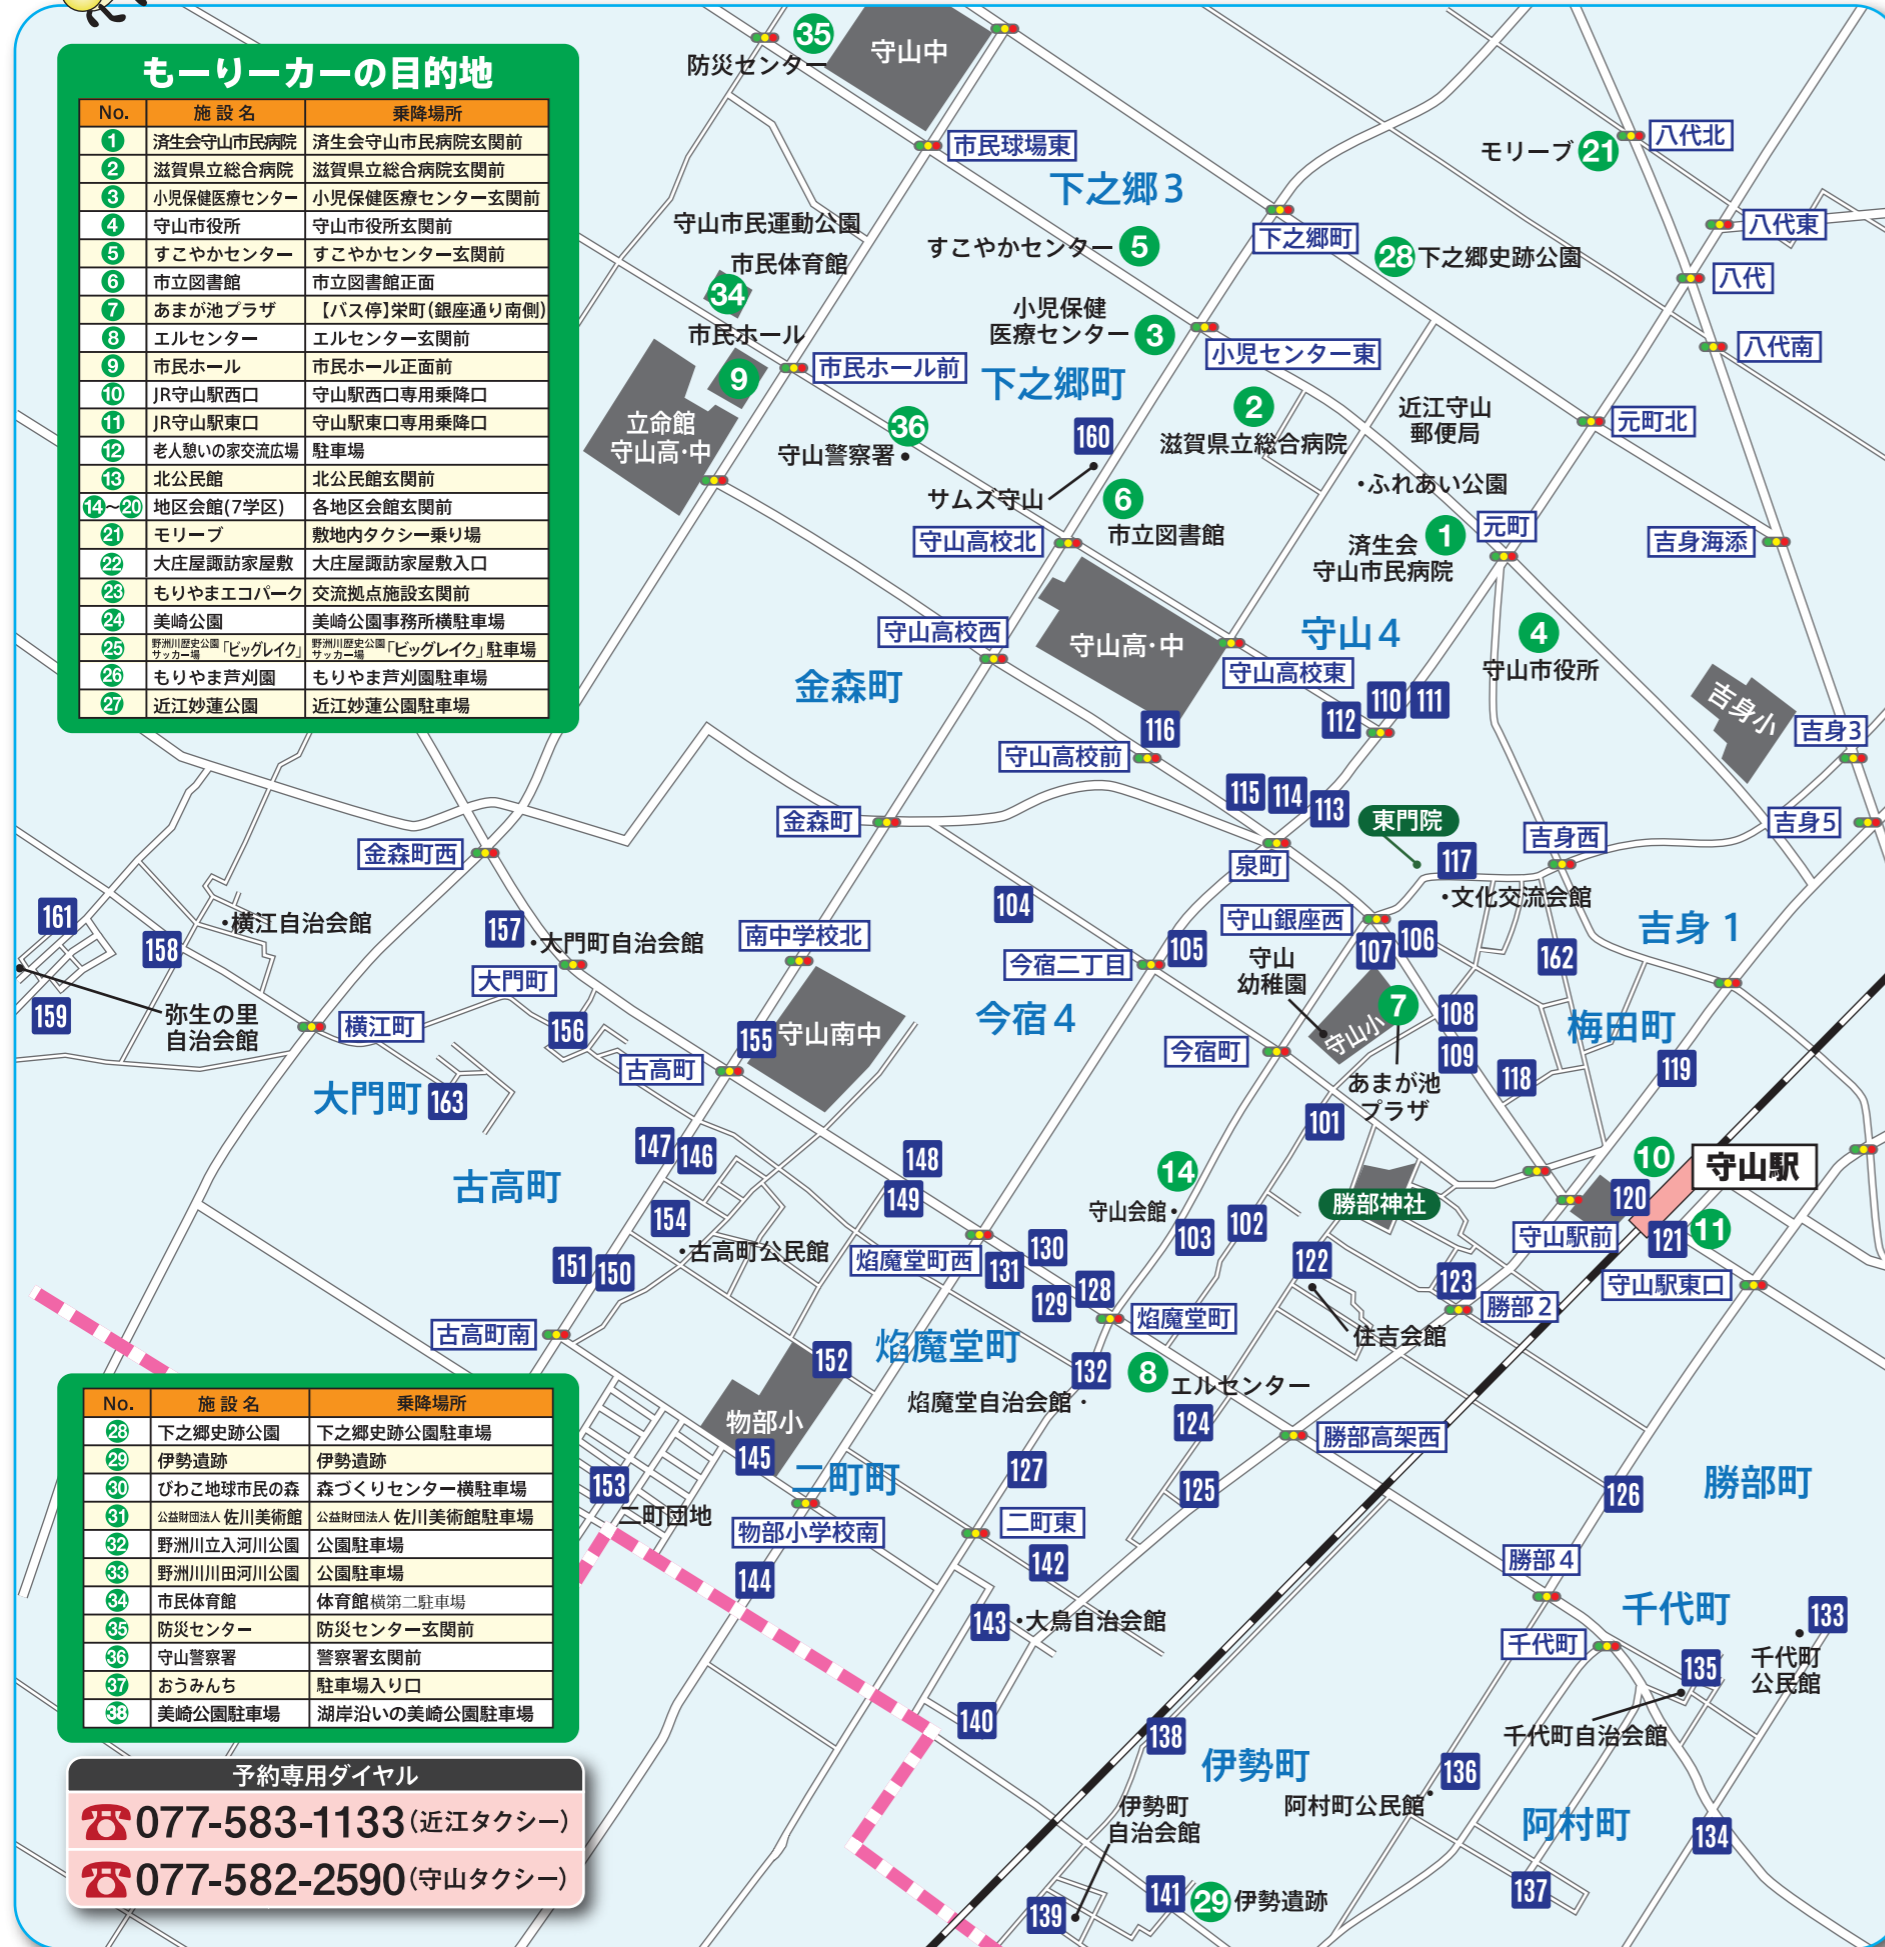 もーりーカーの目的地
No. 施設名 乗降場所
1 済生会守山市民病院 済生会守山市民病院玄関前
2 滋賀県立総合病院 滋賀県立総合病院玄関前
3 小児保健医療センター 小児保健医療センター玄関前
4 守山市役所 守山市役所玄関前
5 すこやかセンター すこやかセンター玄関前
6 市立図書館 市立図書館正面
7 あまが池プラザ 【バス停】栄町(銀座通り南側)
8 エルセンター エルセンター玄関前
9 市民ホール 市民ホール正面前
10 JR守山駅西口 守山駅西口専用乗降口
11 JR守山駅東口 守山駅東口専用乗降口
12 老人憩いの家交流広場 駐車場
13 北公民館 北公民館玄関前
14〜20 地区会館(7学区) 各地区会館玄関前
21 モリーブ 敷地内タクシー乗り場
22 大庄屋諏訪家屋敷 大庄屋諏訪家屋敷入口
23 もりやまエコパーク 交流拠点施設玄関前
24 美崎公園 美崎公園事務所横駐車場
25 野洲川歴史公園サッカー場「ビッグレイク」 野洲川歴史公園サッカー場「ビッグレイク」駐車場
26 もりやま芦刈園 もりやま芦刈園駐車場
27 近江妙蓮公園 近江妙蓮公園駐車場
35
防災センター
守山中
市民球場東
下之郷3
モリーブ 21
八代北
八代東
八代
八代南
守山市民運動公園
市民体育館
34
市民ホール
9
市民ホール前
すこやかセンター 5
下之郷町
28 下之郷史跡公園
小児保健
医療センター 3
小児センター東
下之郷町
立命館
守山高・中
36
守山警察署
160
サムズ守山
2
滋賀県立総合病院
近江守山
郵便局
元町北
・ふれあい公園
6
市立図書館
守山高校北
済生会
守山市民病院
1
元町
吉身海添
守山高校西
守山高・中
守山4
4
守山市役所
金森町
守山高校東
110
111
112
116
守山高校前
吉身小
吉身3
吉身5
115
114
113
金森町
金森町西
泉町
東門院
117
・文化交流会館
吉身西
104
守山銀座西
106
107
吉身1
162
161
158
159
・横江自治会館
157
・大門町自治会館
大門町
南中学校北
今宿二丁目
105
守山
幼稚園
守山小
7
あまが池
プラザ
108
109
梅田町
119
118
弥生の里
自治会館
横江町
156
155
守山南中
今宿4
今宿町
古高町
大門町
163
101
147
146
148
149
古高町
154
・古高町公民館
14
守山会館・
103
102
勝部神社
10
守山駅
120
守山駅前
121
11
守山駅東口
151
150
焰魔堂町西
131
130
129
128
122
123
勝部2
住吉会館
古高町南
焰魔堂町
焰魔堂町
152
132
8
エルセンター
焰魔堂自治会館・
物部小
145
二町町
153
二町団地
物部小学校南
127
124
125
勝部高架西
126
勝部町
二町東
142
144
143
・大鳥自治会館
勝部4
千代町
千代町
133
千代町
公民館
135
千代町自治会館
140
138
伊勢町
136
阿村町公民館
阿村町
134
137
伊勢町
自治会館
139
141
29 伊勢遺跡
No. 施設名 乗降場所
28 下之郷史跡公園 下之郷史跡公園駐車場
29 伊勢遺跡 伊勢遺跡
30 びわこ地球市民の森 森づくりセンター横駐車場
31 公益財団法人 佐川美術館 公益財団法人 佐川美術館駐車場
32 野洲川立入河川公園 公園駐車場
33 野洲川川田河川公園 公園駐車場
34 市民体育館 体育館横第二駐車場
35 防災センター 防災センター玄関前
36 守山警察署 警察署玄関前
37 おうみんち 駐車場入り口
38 美崎公園駐車場 湖岸沿いの美崎公園駐車場
予約専用ダイヤル
☎077-583-1133(近江タクシー)
☎077-582-2590(守山タクシー)